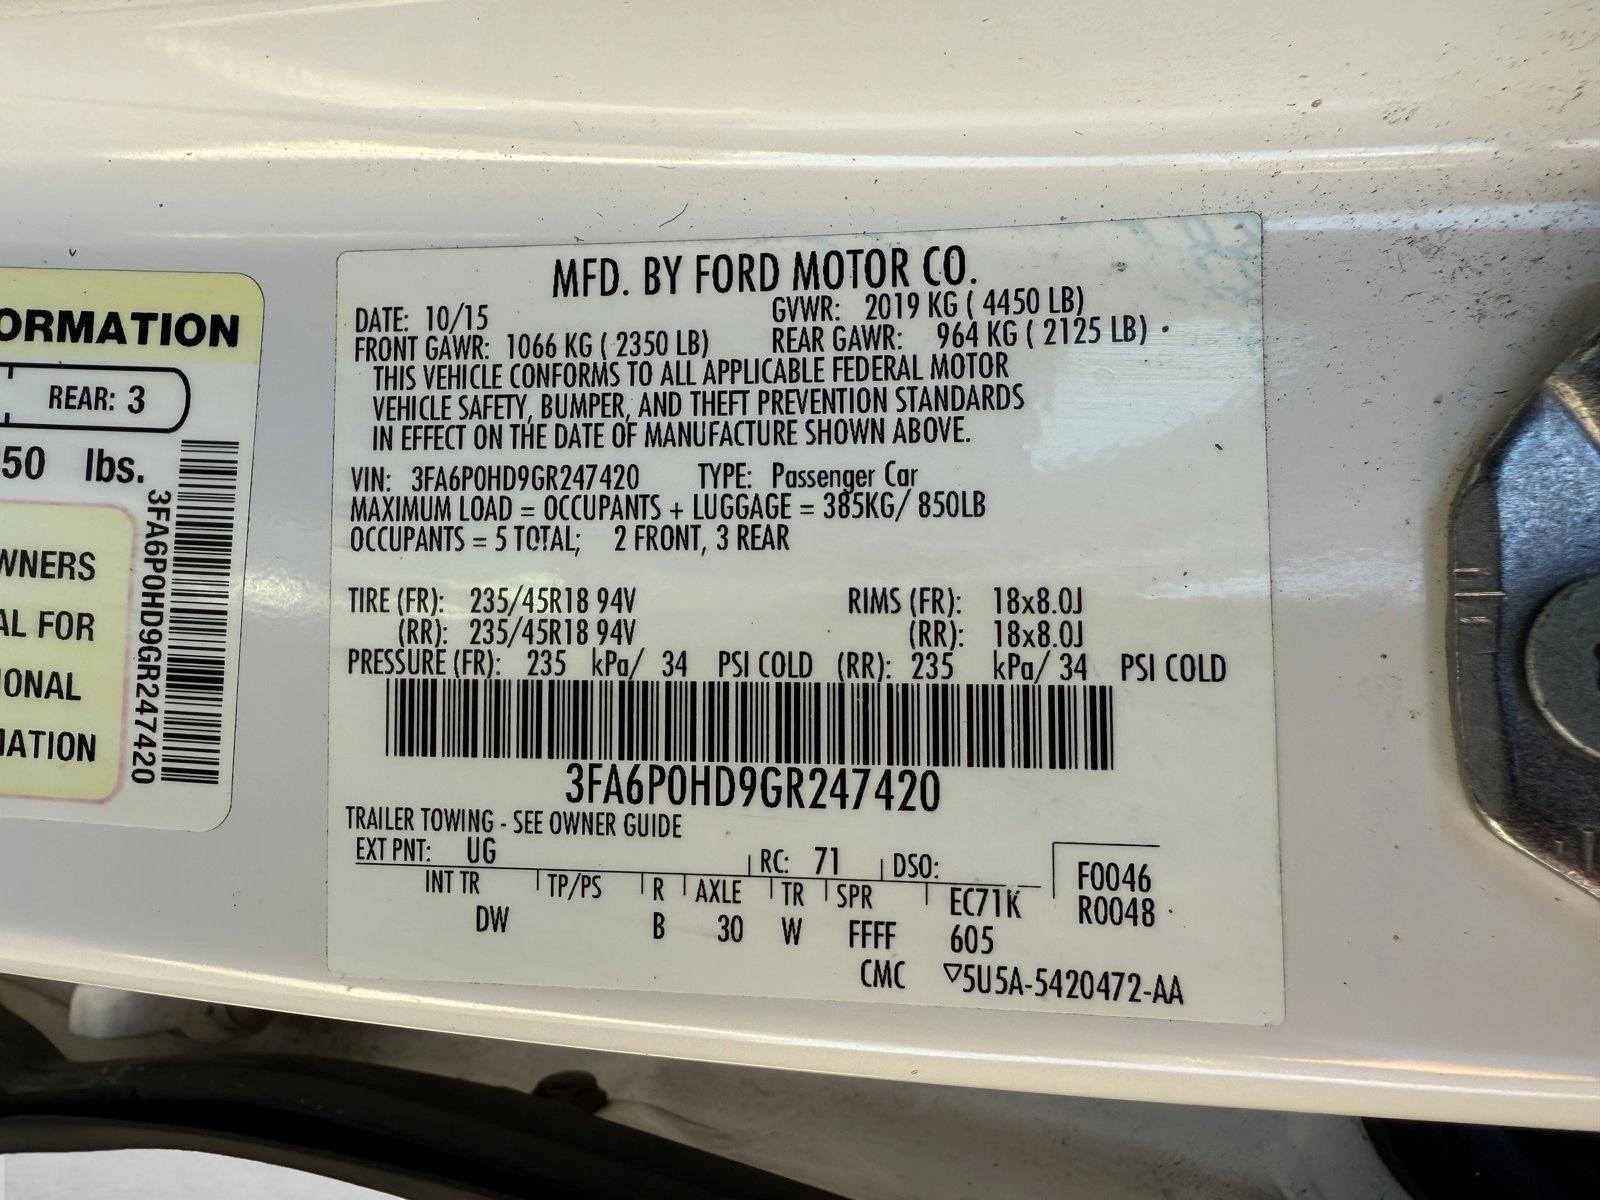 ORMATION
REAR: 3
50 lbs.
WNERS
AL FOR
IONAL
MATION
3FA6P0HD9GR247420
MFD. BY FORD MOTOR CO.
DATE: 10/15 GVWR: 2019 KG ( 4450 LB)
FRONT GAWR: 1066 KG ( 2350 LB) REAR GAWR: 964 KG ( 2125 LB)
THIS VEHICLE CONFORMS TO ALL APPLICABLE FEDERAL MOTOR
VEHICLE SAFETY, BUMPER, AND THEFT PREVENTION STANDARDS
IN EFFECT ON THE DATE OF MANUFACTURE SHOWN ABOVE.
VIN: 3FA6P0HD9GR247420 TYPE: Passenger Car
MAXIMUM LOAD = OCCUPANTS + LUGGAGE = 385KG/ 850LB
OCCUPANTS = 5 TOTAL; 2 FRONT, 3 REAR
TIRE (FR): 235/45R18 94V RIMS (FR): 18x8.0J
(RR): 235/45R18 94V (RR): 18x8.0J
PRESSURE (FR): 235 kPa/ 34 PSI COLD (RR): 235 kPa/ 34 PSI COLD
3FA6P0HD9GR247420
TRAILER TOWING - SEE OWNER GUIDE
EXT PNT: UG RC: 71 DSO: F0046
INT TR TP/PS R AXLE TR SPR EC71K R0048
DW B 30 W FFFF 605
CMC ▽5U5A-5420472-AA